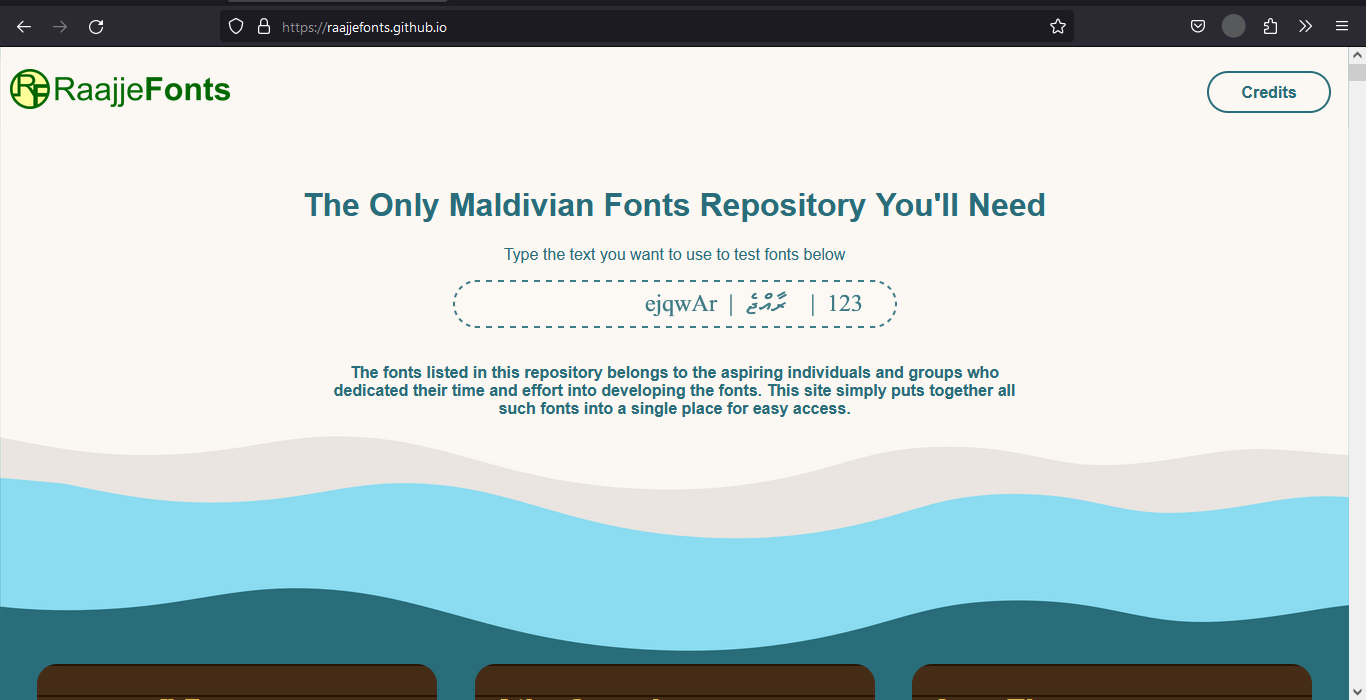 https://raajjefonts.github.io
RF RaajjeFonts
Credits
The Only Maldivian Fonts Repository You'll Need
Type the text you want to use to test fonts below
ejqwAr | ރާއްޖެ | 123
The fonts listed in this repository belongs to the aspiring individuals and groups who
dedicated their time and effort into developing the fonts. This site simply puts together all
such fonts into a single place for easy access.